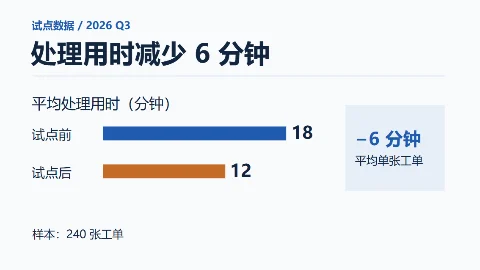 试点数据 / 2026 Q3
处理用时减少 6 分钟
平均处理用时（分钟）
试点前 18
试点后 12
−6 分钟
平均单张工单
样本：240 张工单